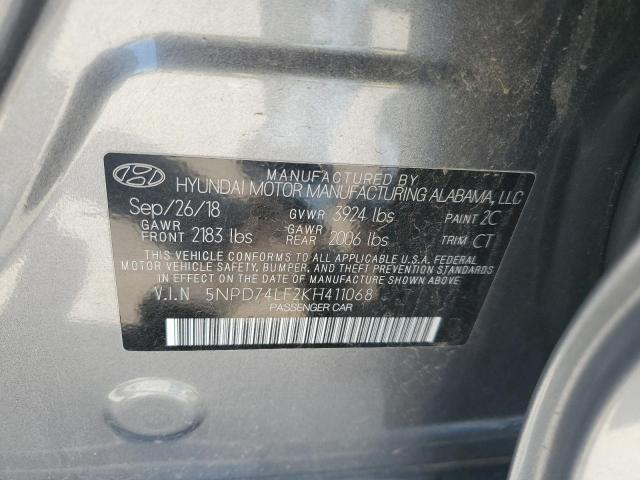 MANUFACTURED BY
HYUNDAI MOTOR MANUFACTURING ALABAMA, LLC
Sep/26/18 GVWR 3924 lbs PAINT 2C
GAWR FRONT 2183 lbs GAWR REAR 2006 lbs TRIM CT
THIS VEHICLE CONFORMS TO ALL APPLICABLE U.S.A. FEDERAL
MOTOR VEHICLE SAFETY, BUMPER, AND THEFT PREVENTION STANDARDS
IN EFFECT ON THE DATE OF MANUFACTURE SHOWN ABOVE.
V.I.N 5NPD74LF2KH411068
PASSENGER CAR